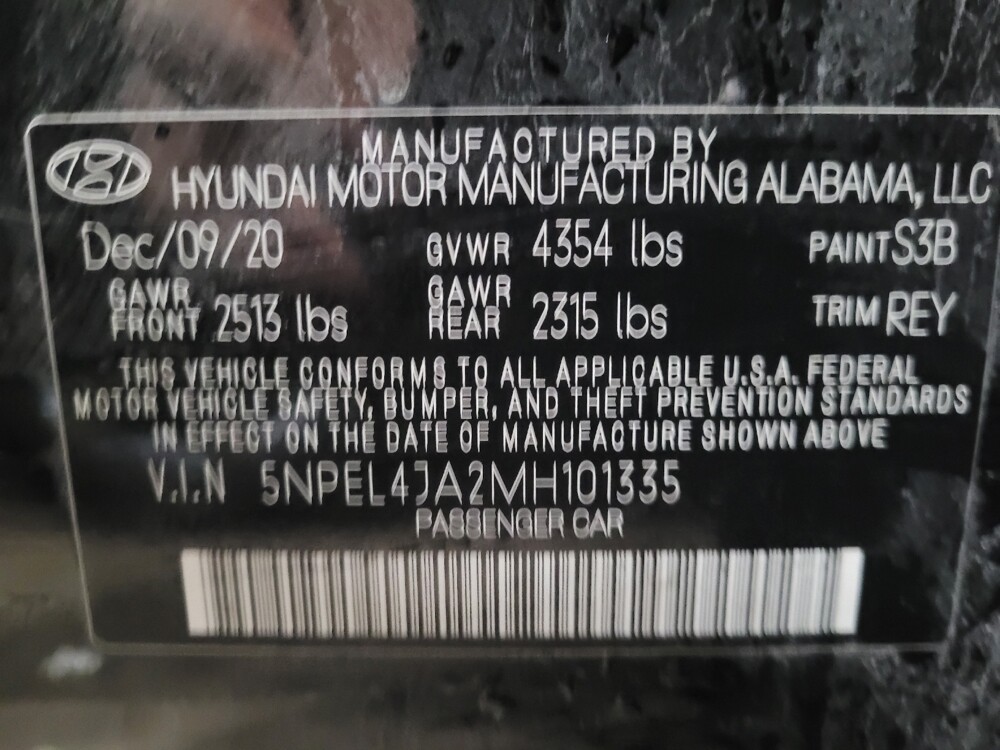 MANUFACTURED BY
HYUNDAI MOTOR MANUFACTURING ALABAMA, LLC
Dec/09/20 GVWR 4354 lbs PAINT S3B
GAWR FRONT 2513 lbs GAWR REAR 2315 lbs TRIM REY
THIS VEHICLE CONFORMS TO ALL APPLICABLE U.S.A. FEDERAL
MOTOR VEHICLE SAFETY, BUMPER, AND THEFT PREVENTION STANDARDS
IN EFFECT ON THE DATE OF MANUFACTURE SHOWN ABOVE
V.I.N 5NPEL4JA2MH101335
PASSENGER CAR